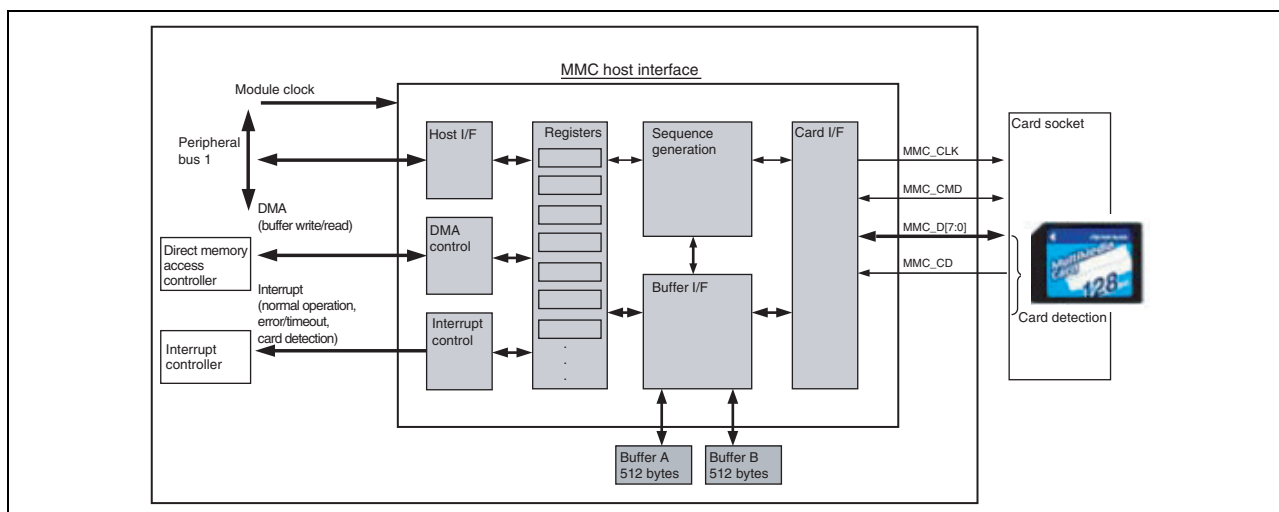 MMC host interface
Module clock
Peripheral
bus 1
DMA
(buffer write/read)
Direct memory
access
controller
Interrupt
(normal operation,
error/timeout,
card detection)
Interrupt
controller
Host I/F
DMA
control
Interrupt
control
Registers
.
.
.
Sequence
generation
Buffer I/F
Card I/F
Buffer A
512 bytes
Buffer B
512 bytes
MMC_CLK
MMC_CMD
MMC_D[7:0]
MMC_CD
Card socket
MultiMedia
Card
128
Card detection